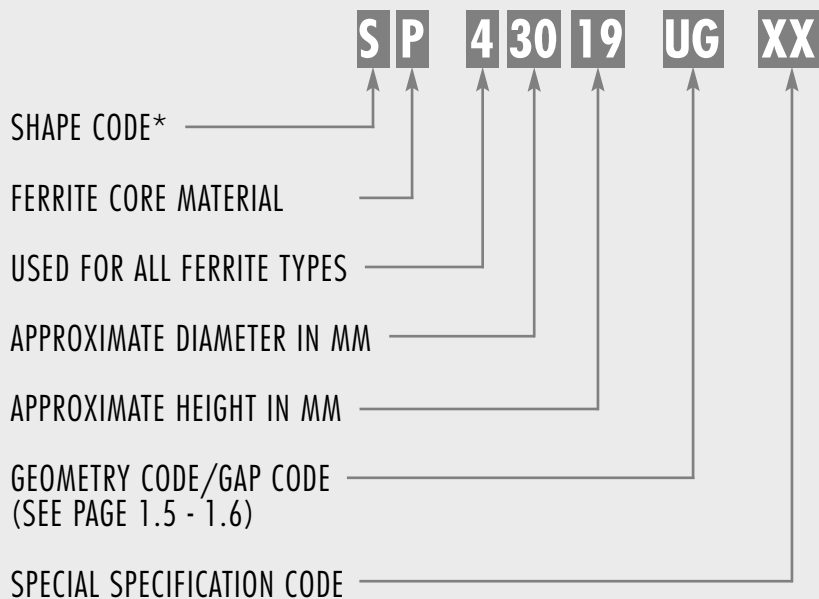 S P 4 30 19 UG XX
SHAPE CODE*
FERRITE CORE MATERIAL
USED FOR ALL FERRITE TYPES
APPROXIMATE DIAMETER IN MM
APPROXIMATE HEIGHT IN MM
GEOMETRY CODE/GAP CODE
(SEE PAGE 1.5 - 1.6)
SPECIAL SPECIFICATION CODE